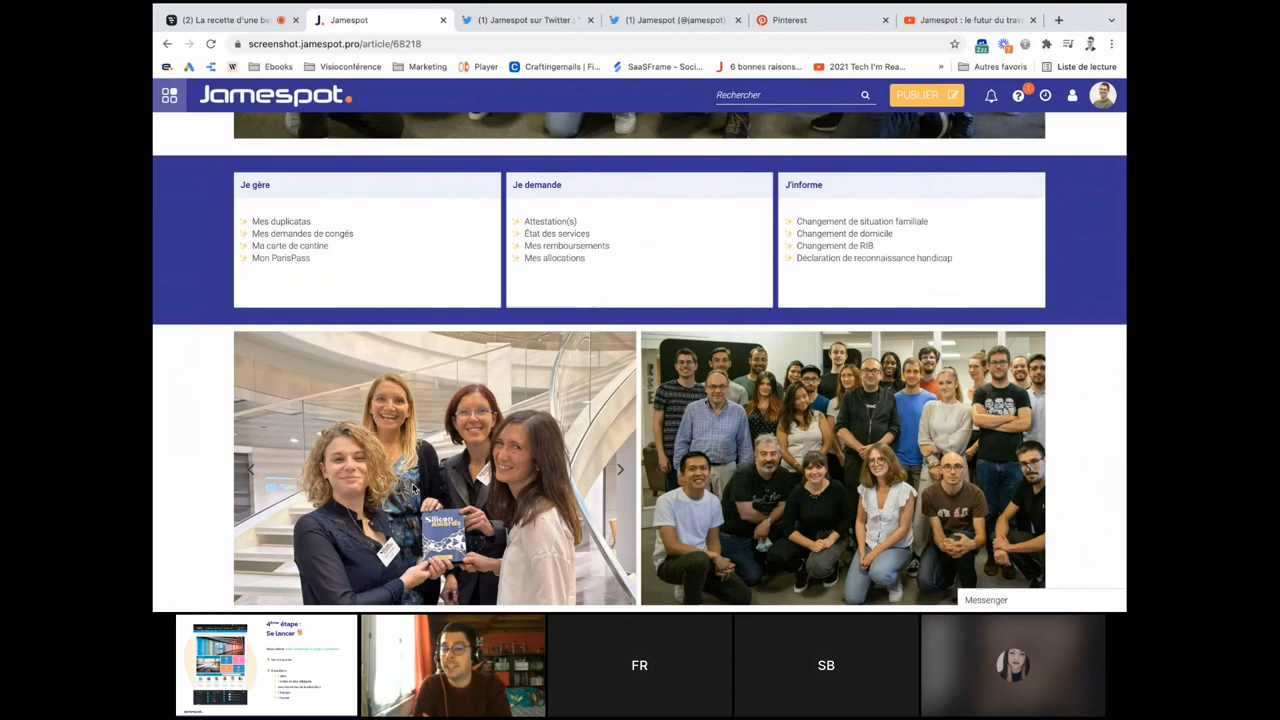 (2) La recette d'une be
Jamespot
(1) Jamespot sur Twitter : "
(1) Jamespot (@jamespot)
Pinterest
Jamespot : le futur du trav
screenshot.jamespot.pro/article/68218
Ebooks
Visioconférence
Marketing
Player
Craftingemails | Fi...
SaaSFrame - Soci...
6 bonnes raisons...
2021 Tech I'm Rea...
»
Autres favoris
Liste de lecture
Jamespot.
Rechercher
PUBLIER
Je gère
Mes duplicatas
Mes demandes de congés
Ma carte de cantine
Mon ParisPass
Je demande
Attestation(s)
État des services
Mes remboursements
Mes allocations
J'informe
Changement de situation familiale
Changement de domicile
Changement de RIB
Déclaration de reconnaissance handicap
Silicon
Awards
Messenger
4ème étape :
Se lancer
FR
SB